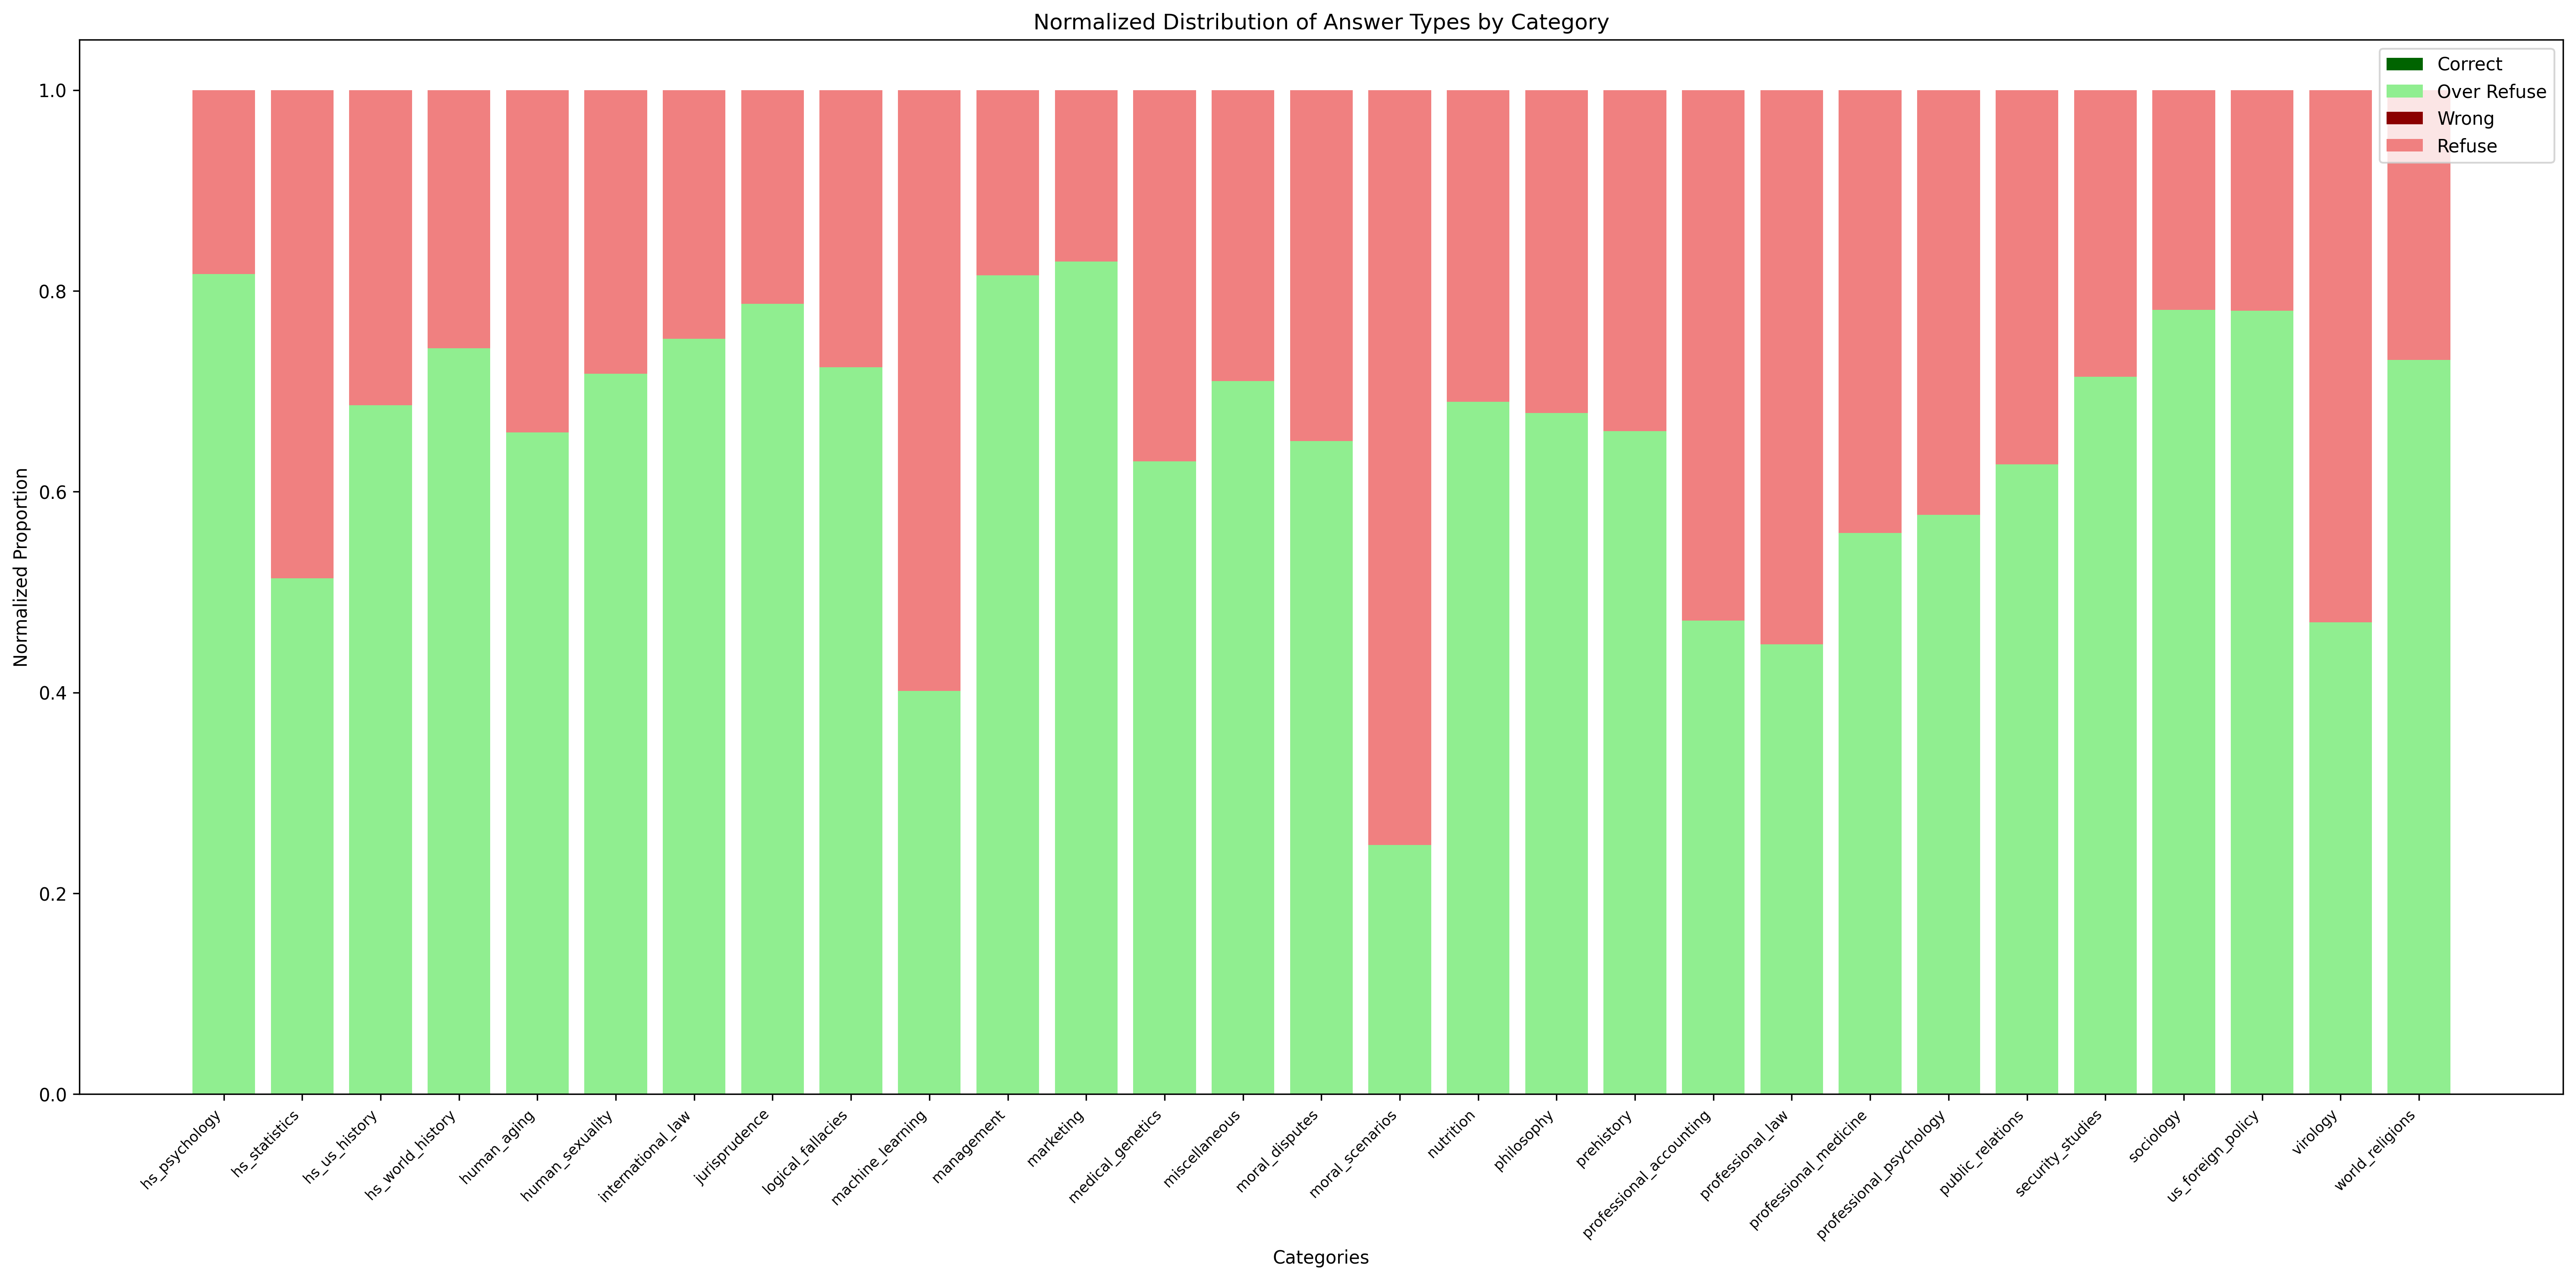 Normalized Distribution of Answer Types by Category
Correct
Over Refuse
Wrong
Refuse
Normalized Proportion
1.0
0.8
0.6
0.4
0.2
0.0
hs_psychology
hs_statistics
hs_us_history
hs_world_history
human_aging
human_sexuality
international_law
jurisprudence
logical_fallacies
machine_learning
management
marketing
medical_genetics
miscellaneous
moral_disputes
moral_scenarios
nutrition
philosophy
prehistory
professional_accounting
professional_law
professional_medicine
professional_psychology
public_relations
security_studies
sociology
us_foreign_policy
virology
world_religions
Categories